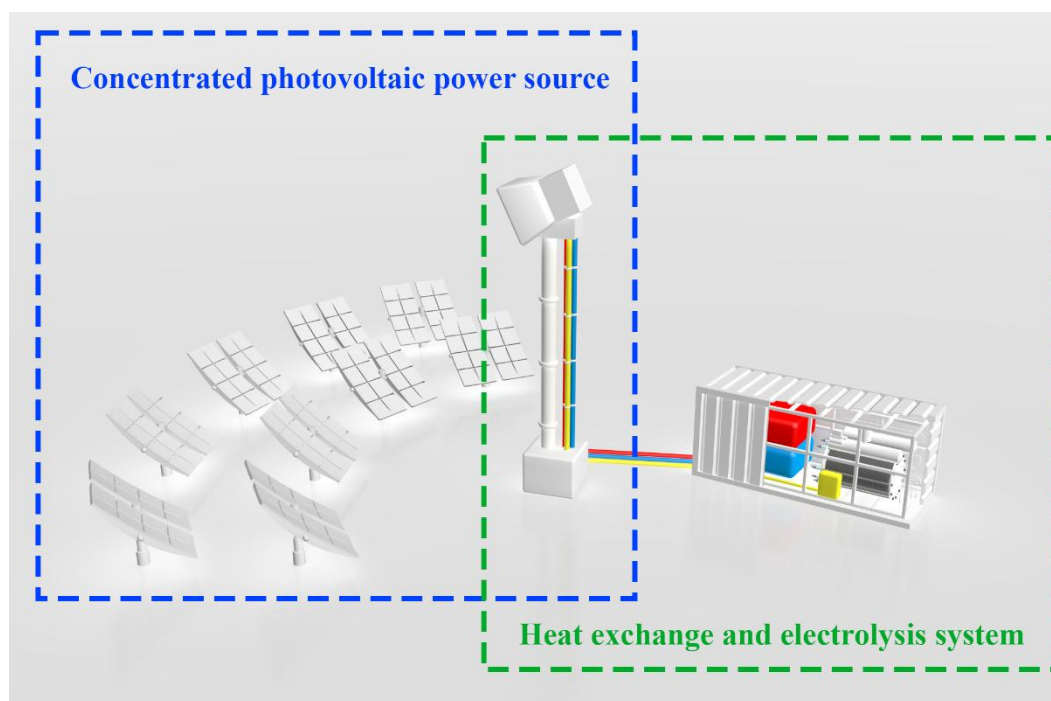 Concentrated photovoltaic power source
Heat exchange and electrolysis system